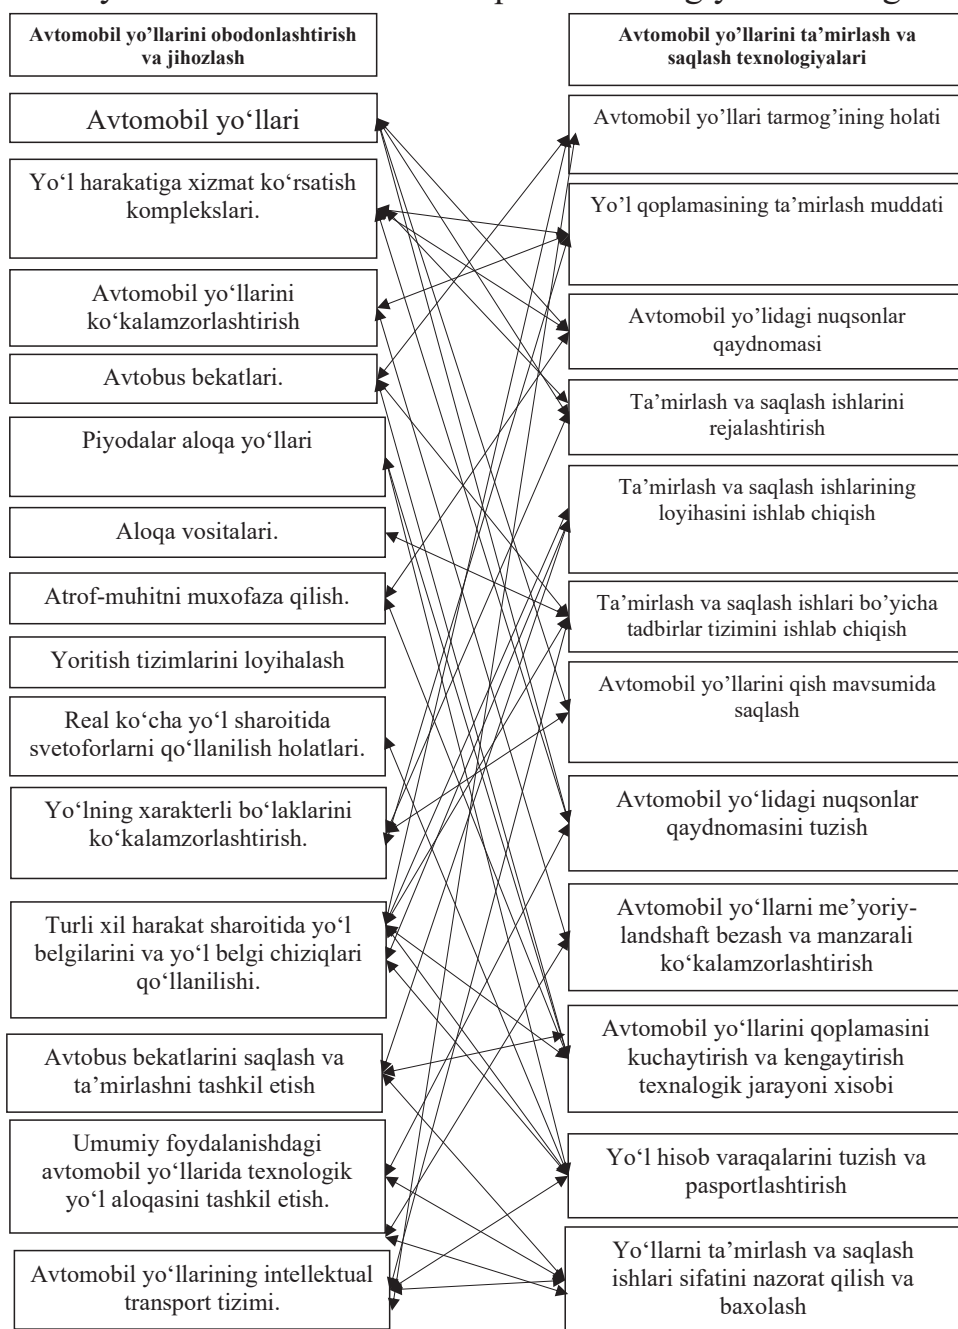 Avtomobil yo’llarini obodonlashtirish
va jihozlash
Avtomobil yo‘llari
Yo‘l harakatiga xizmat ko‘rsatish
komplekslari.
Avtomobil yo‘llarini
ko‘kalamzorlashtirish
Avtobus bekatlari.
Piyodalar aloqa yo‘llari
Aloqa vositalari.
Atrof-muhitni muxofaza qilish.
Yoritish tizimlarini loyihalash
Real ko‘cha yo‘l sharoitida
svetoforlarni qo‘llanilish holatlari.
Yo‘lning xarakterli bo‘laklarini
ko‘kalamzorlashtirish.
Turli xil harakat sharoitida yo‘l
belgilarini va yo‘l belgi chiziqlari
qo‘llanilishi.
Avtobus bekatlarini saqlash va
ta’mirlashni tashkil etish
Umumiy foydalanishdagi
avtomobil yo‘llarida texnologik
yo‘l aloqasini tashkil etish.
Avtomobil yo‘llarining intellektual
transport tizimi.
Avtomobil yo’llarini ta’mirlash va
saqlash texnologiyalari
Avtomobil yo’llari tarmog’ining holati
Yo’l qoplamasining ta’mirlash muddati
Avtomobil yo’lidagi nuqsonlar
qaydnomasi
Ta’mirlash va saqlash ishlarini
rejalashtirish
Ta’mirlash va saqlash ishlarining
loyihasini ishlab chiqish
Ta’mirlash va saqlash ishlari bo’yicha
tadbirlar tizimini ishlab chiqish
Avtomobil yo’llarini qish mavsumida
saqlash
Avtomobil yo‘lidagi nuqsonlar
qaydnomasini tuzish
Avtomobil yo‘llarni me’yoriy-
landshaft bezash va manzarali
ko‘kalamzorlashtirish
Avtomobil yo‘llarini qoplamasini
kuchaytirish va kengaytirish
texnalogik jarayoni xisobi
Yo‘l hisob varaqalarini tuzish va
pasportlashtirish
Yo‘llarni ta’mirlash va saqlash
ishlari sifatini nazorat qilish va
baxolash